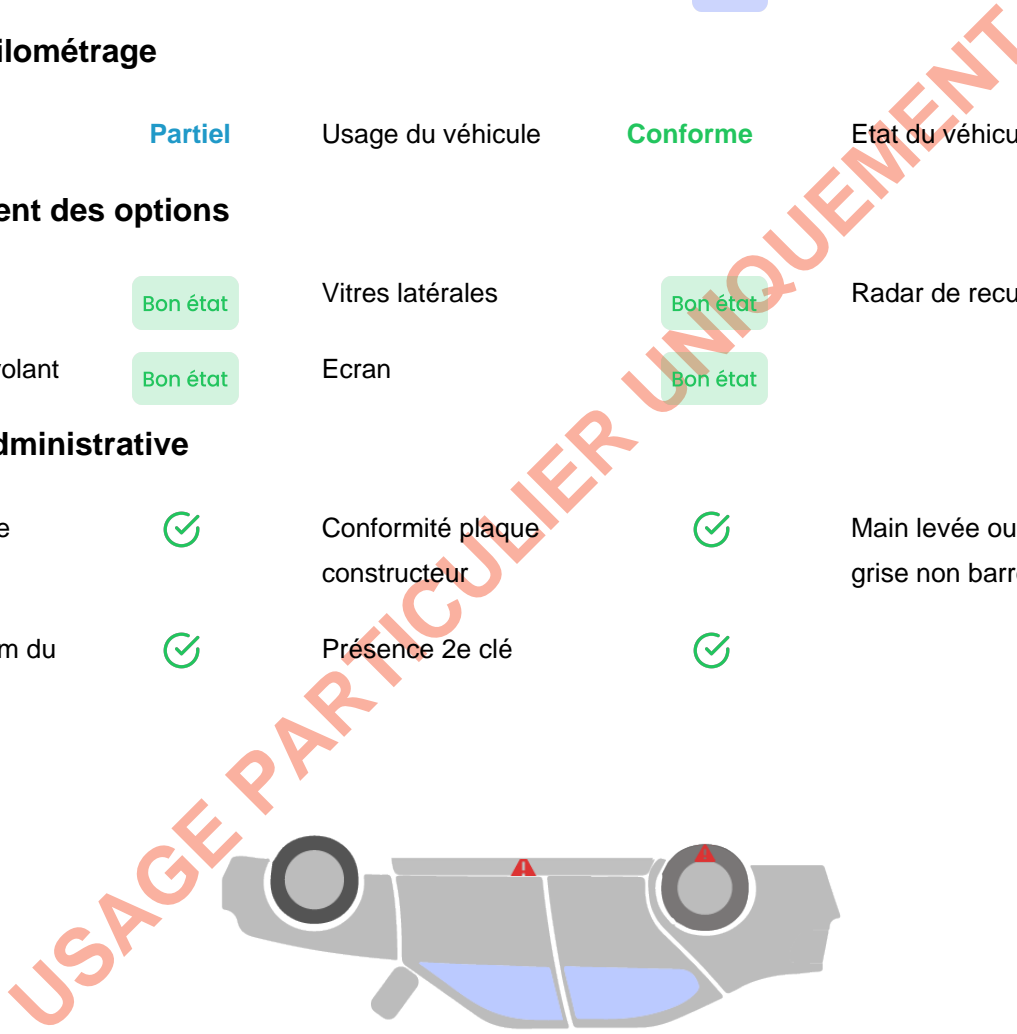 ilométrage
Partiel Usage du véhicule Conforme Etat du véhicu
ent des options
Bon état Vitres latérales Bon état Radar de recu
volant Bon état Ecran Bon état
dministrative
e Conformité plaque Main levée ou
constructeur grise non barr
m du Présence 2e clé
USAGE PARTICULIER UNIQUEMENT